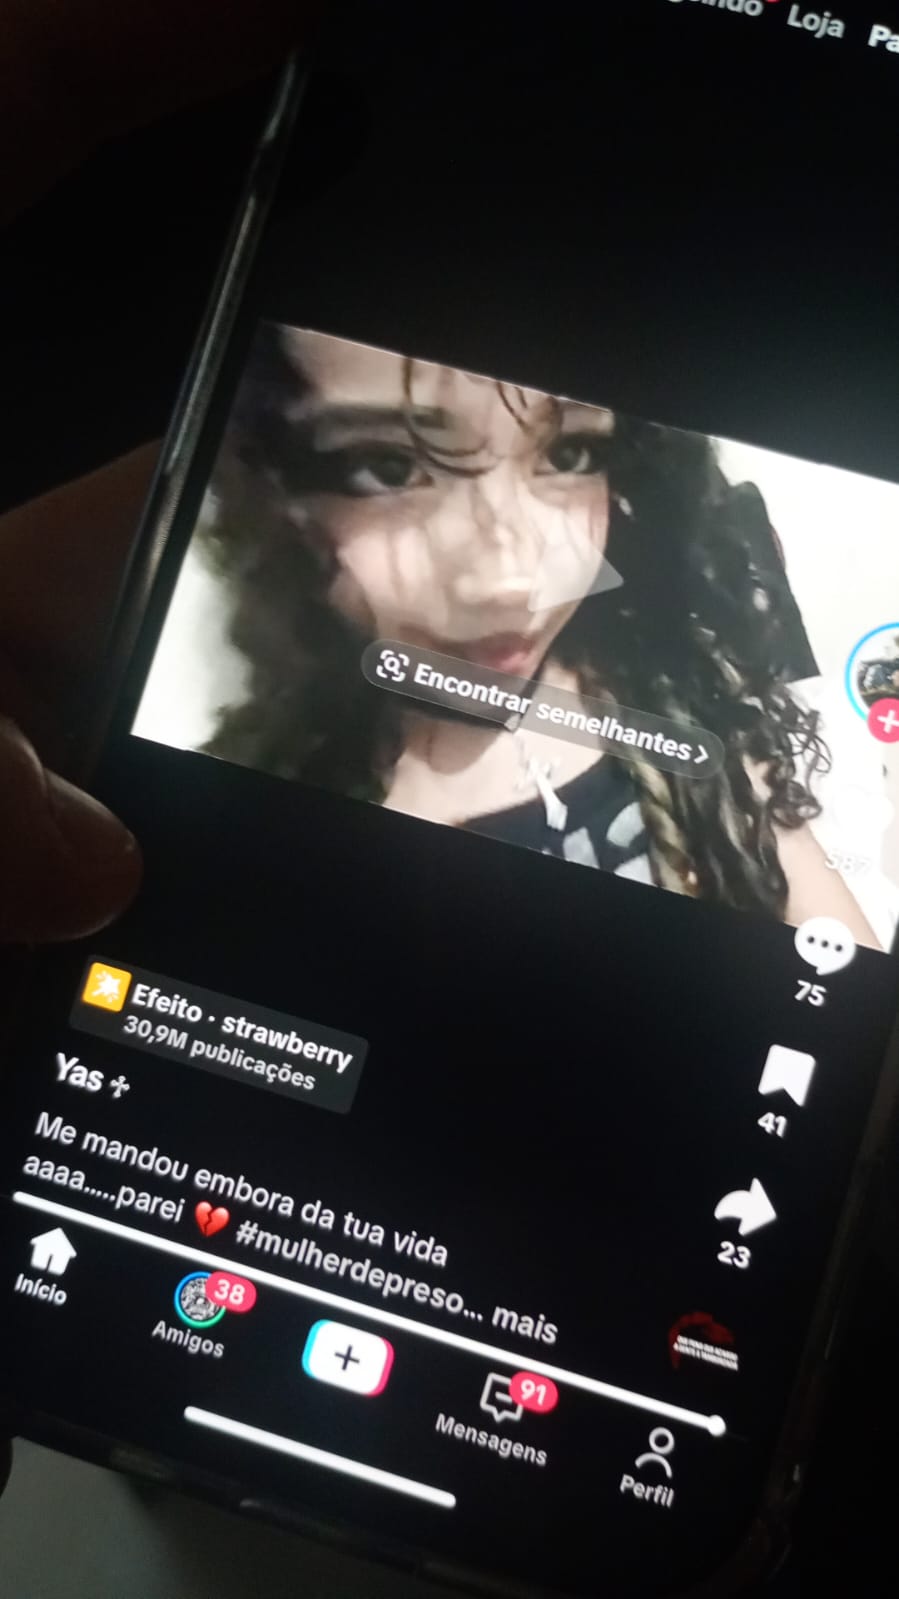 Loja
Encontrar semelhantes >
587
75
Efeito · strawberry
30,9M publicações
41
Yas
Me mandou embora da tua vida
aaaa.....parei 💔 #mulherdepreso... mais
23
Início
38
Amigos
91
Mensagens
Perfil